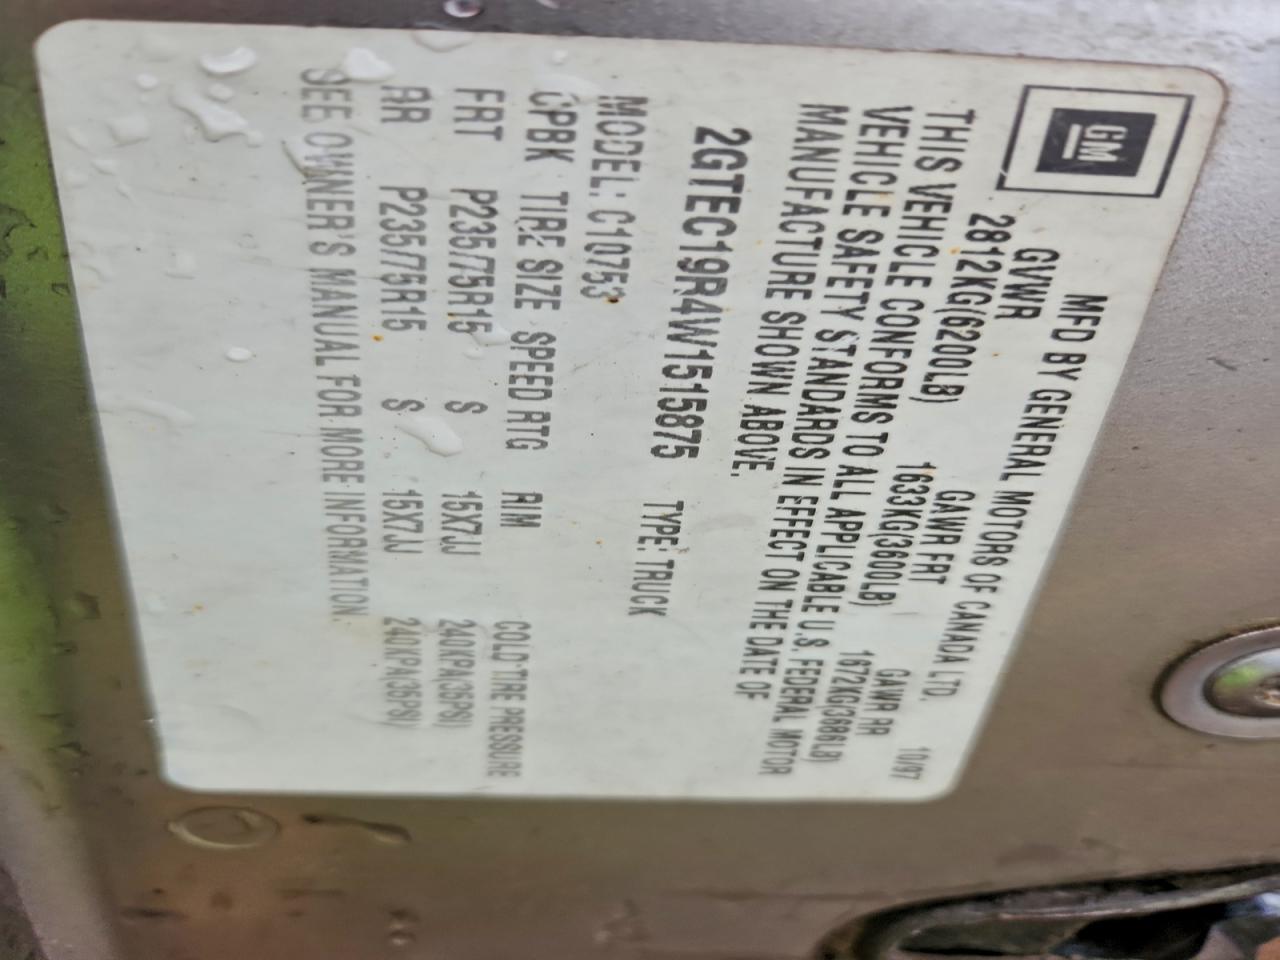 GM
MFD BY GENERAL MOTORS OF CANADA LTD. 10/97
GVWR GAWR FRT GAWR RR
2812KG(6200LB) 1633KG(3600LB) 1672KG(3686LB)
THIS VEHICLE CONFORMS TO ALL APPLICABLE U.S. FEDERAL MOTOR
VEHICLE SAFETY STANDARDS IN EFFECT ON THE DATE OF
MANUFACTURE SHOWN ABOVE.
2GTEC19R4W1515875 TYPE: TRUCK
MODEL: C10753
CPBK TIRE SIZE SPEED RTG RIM COLD TIRE PRESSURE
FRT P235/75R15 S 15X7JJ 240KPA(35PSI)
RR P235/75R15 S 15X7JJ 240KPA(35PSI)
SEE OWNER'S MANUAL FOR MORE INFORMATION.